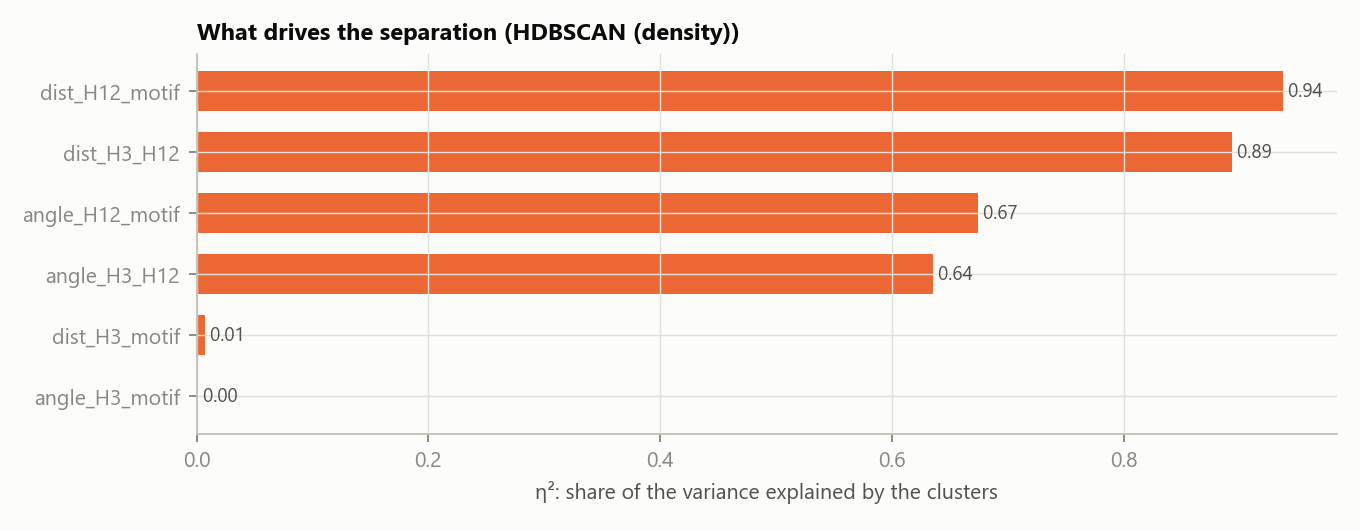 What drives the separation (HDBSCAN (density))
dist_H12_motif
0.94
dist_H3_H12
0.89
angle_H12_motif
0.67
angle_H3_H12
0.64
dist_H3_motif
0.01
angle_H3_motif
0.00
0.0 0.2 0.4 0.6 0.8
η²: share of the variance explained by the clusters